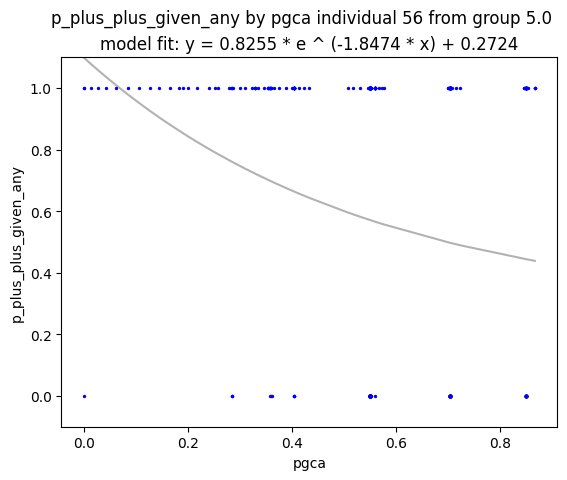 p_plus_plus_given_any by pgca individual 56 from group 5.0
model fit: y = 0.8255 * e ^ (-1.8474 * x) + 0.2724
1.0
0.8
0.6
0.4
0.2
0.0
p_plus_plus_given_any
0.0 0.2 0.4 0.6 0.8
pgca